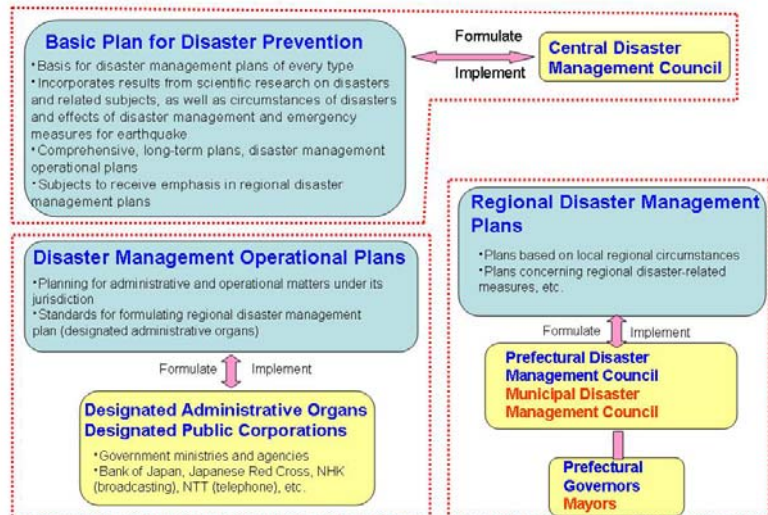 Basic Plan for Disaster Prevention
•Basis for disaster management plans of every type
•Incorporates results from scientific research on disasters
and related subjects, as well as circumstances of disasters
and effects of disaster management and emergency
measures for earthquake
•Comprehensive, long-term plans, disaster management
operational plans
•Subjects to receive emphasis in regional disaster
management plans
Formulate
Implement
Central Disaster
Management Council
Disaster Management Operational Plans
•Planning for administrative and operational matters under its
jurisdiction
•Standards for formulating regional disaster management
plan (designated administrative organs)
Formulate Implement
Designated Administrative Organs
Designated Public Corporations
•Government ministries and agencies
•Bank of Japan, Japanese Red Cross, NHK
(broadcasting), NTT (telephone), etc.
Regional Disaster Management
Plans
•Plans based on local regional circumstances
•Plans concerning regional disaster-related
measures, etc.
Formulate Implement
Prefectural Disaster
Management Council
Municipal Disaster
Management Council
Prefectural
Governors
Mayors